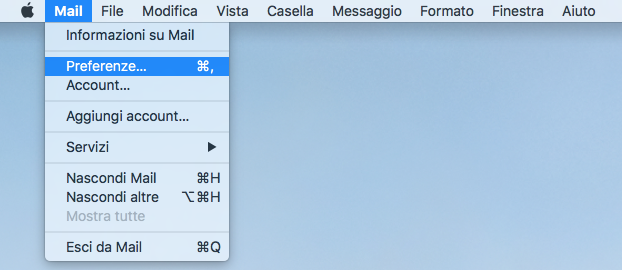 Mail File Modifica Vista Casella Messaggio Formato Finestra Aiuto
Informazioni su Mail
Preferenze... ⌘,
Account...
Aggiungi account...
Servizi ▶
Nascondi Mail ⌘H
Nascondi altre ⌥⌘H
Mostra tutte
Esci da Mail ⌘Q